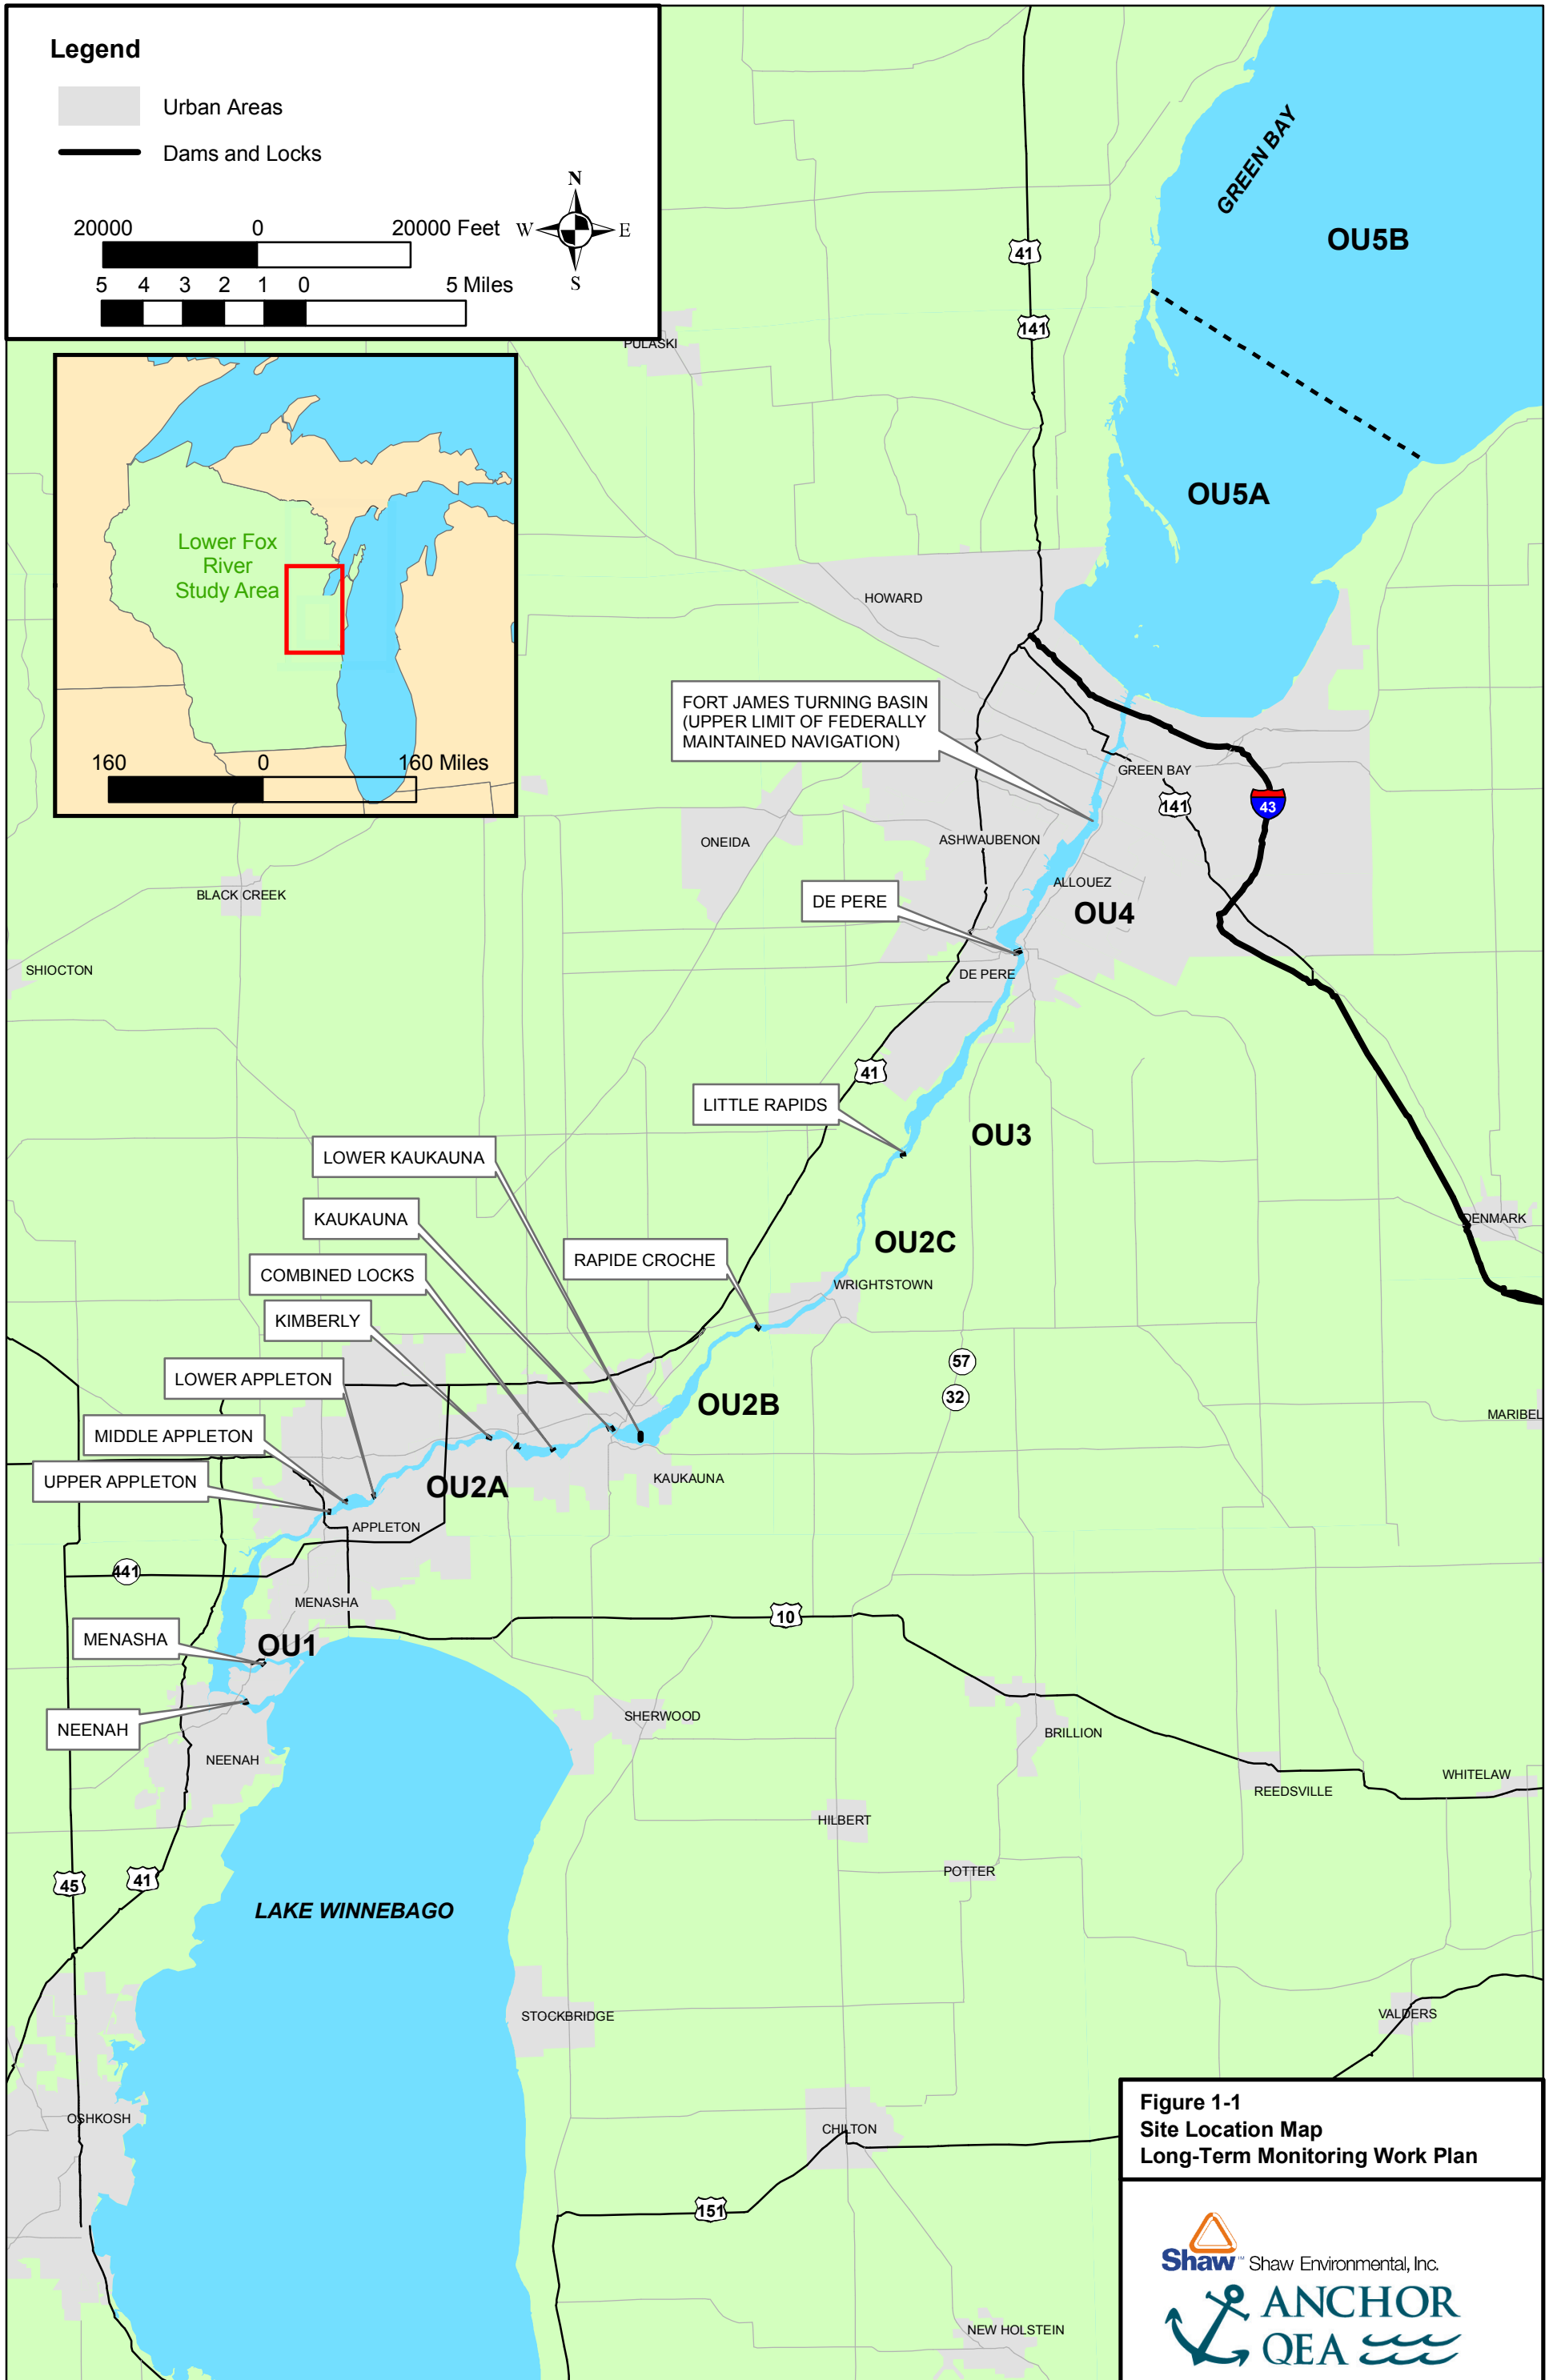 Legend
Urban Areas
Dams and Locks
20000 0 20000 Feet
5 4 3 2 1 0 5 Miles
N
W E
S
GREEN BAY
OU5B
41
141
PULASKI
OU5A
Lower Fox
River
Study Area
160 0 160 Miles
HOWARD
FORT JAMES TURNING BASIN
(UPPER LIMIT OF FEDERALLY
MAINTAINED NAVIGATION)
GREEN BAY
141
43
ONEIDA
ASHWAUBENON
ALLOUEZ
BLACK CREEK
DE PERE
OU4
SHIOCTON
DE PERE
41
LITTLE RAPIDS
OU3
LOWER KAUKAUNA
KAUKAUNA
DENMARK
OU2C
RAPIDE CROCHE
COMBINED LOCKS
WRIGHTSTOWN
KIMBERLY
57
LOWER APPLETON
32
OU2B
MARIBEL
MIDDLE APPLETON
UPPER APPLETON
KAUKAUNA
OU2A
APPLETON
441
MENASHA
10
MENASHA
OU1
NEENAH
SHERWOOD
BRILLION
NEENAH
REEDSVILLE
WHITELAW
HILBERT
POTTER
45
41
LAKE WINNEBAGO
STOCKBRIDGE
VALDERS
OSHKOSH
CHILTON
151
NEW HOLSTEIN
Figure 1-1
Site Location Map
Long-Term Monitoring Work Plan
Shaw™ Shaw Environmental, Inc.
ANCHOR
QEA